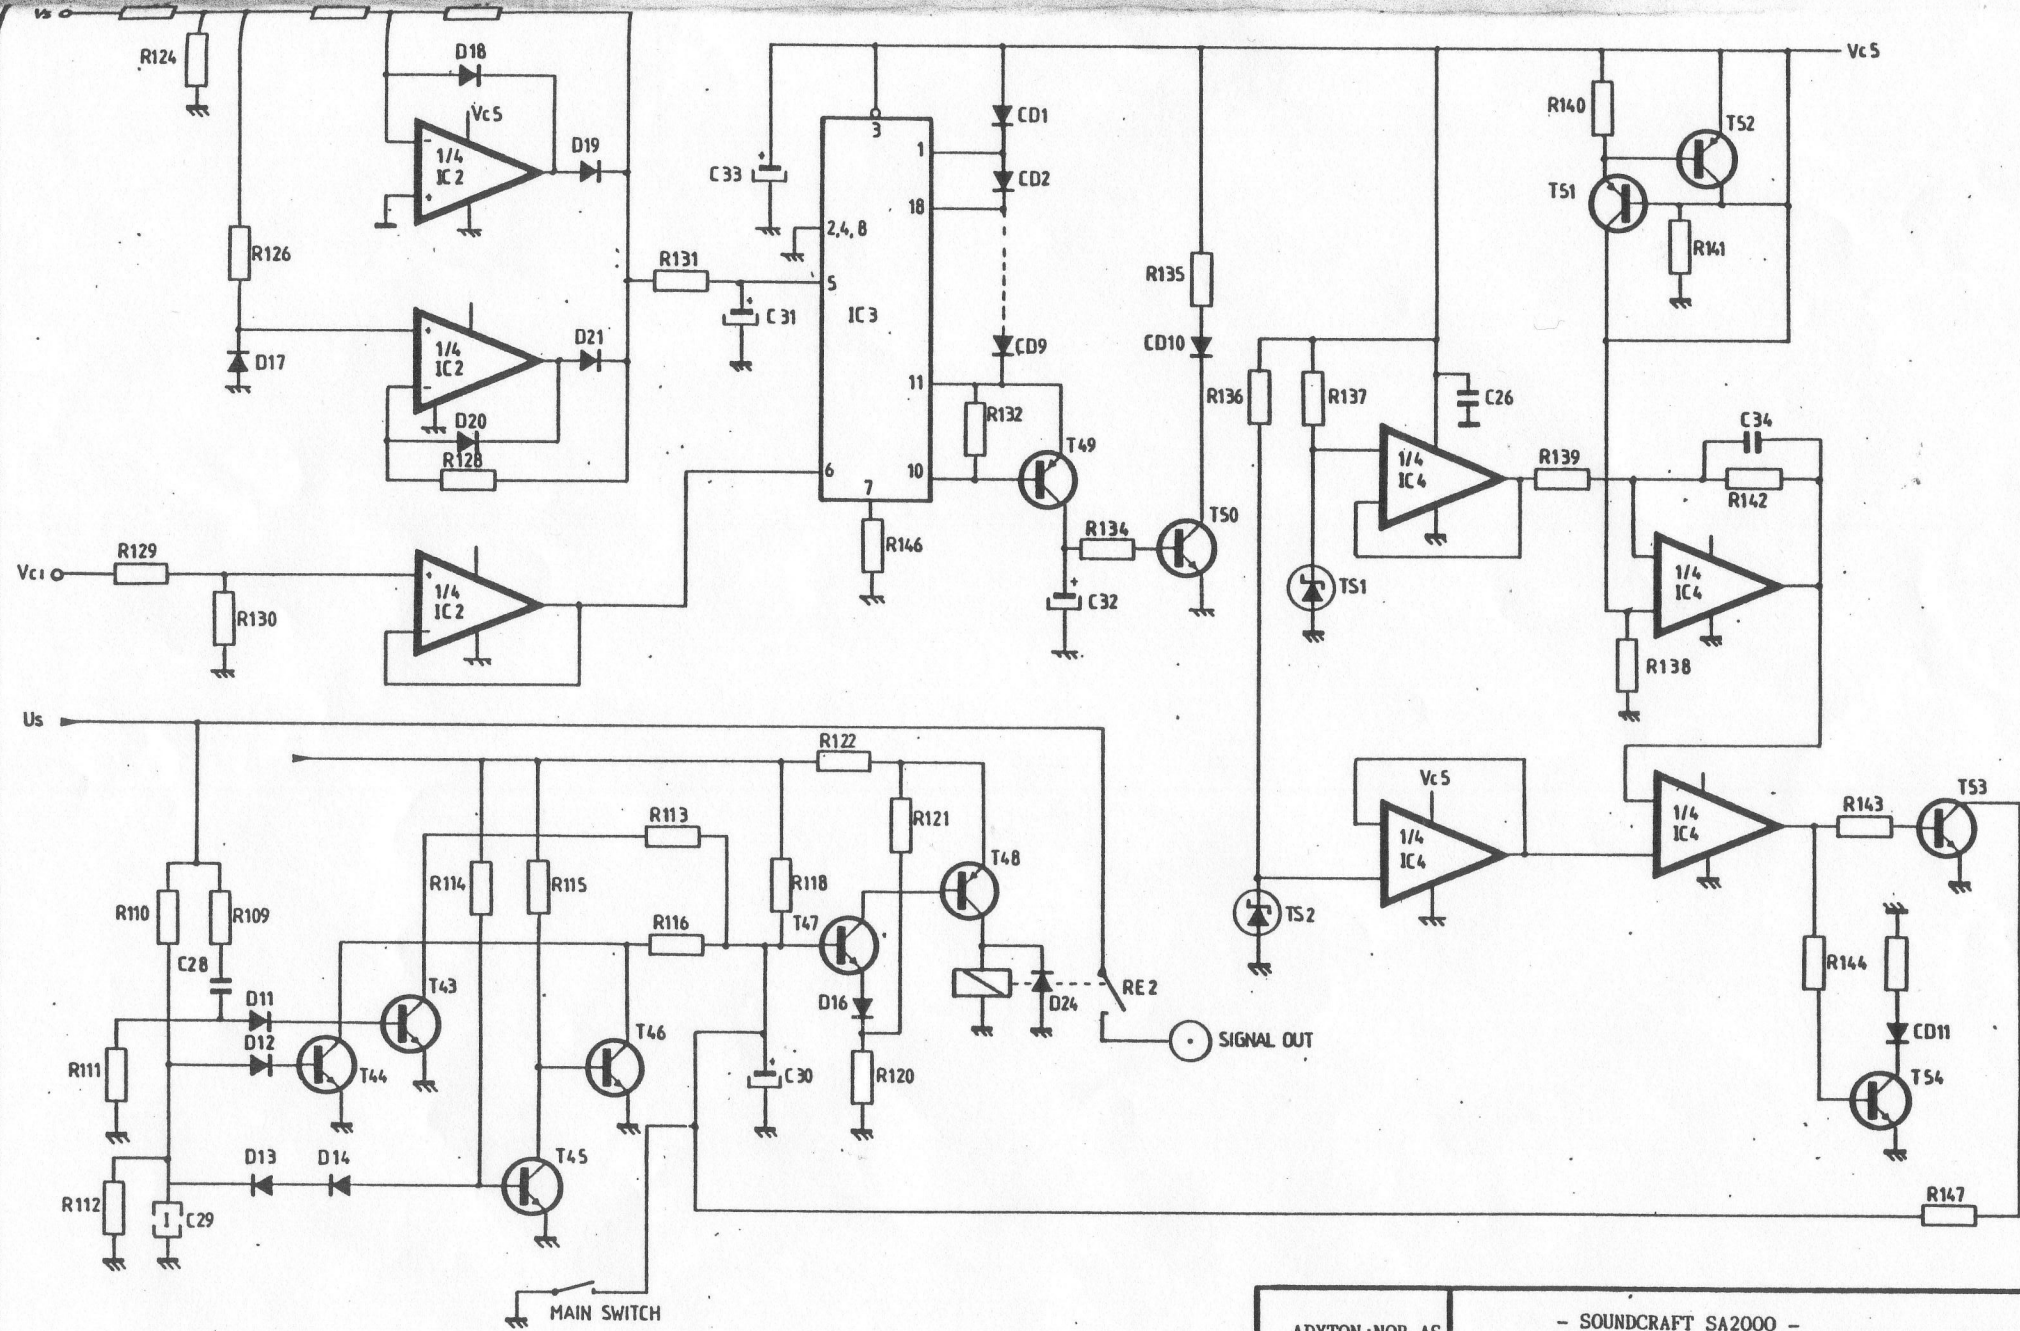 Vs
R124
D18
Vc5
Vc5
1/4
IC2
D19
R126
D17
1/4
IC2
D21
D20
R128
R131
C31
C33
3
1
18
2,4,8
5
IC3
11
6
10
7
R146
CD1
CD2
CD9
R132
T49
R134
C32
R135
CD10
T50
R140
T52
T51
R141
R136
R137
C26
1/4
IC4
R139
C34
R142
TS1
1/4
IC4
R138
Vc1
R129
R130
1/4
IC2
Us
R122
R113
R121
R114
R115
R118
T48
R110
R109
T47
R116
C28
T43
D16
D24
RE2
SIGNAL OUT
D11
D12
T44
T46
R111
C30
R120
D13
D14
T45
R112
C29
MAIN SWITCH
Vc5
1/4
IC4
TS2
1/4
IC4
R143
T53
R144
CD11
T54
R147
ADYTON-NOR AS
- SOUNDCRAFT SA2000 -